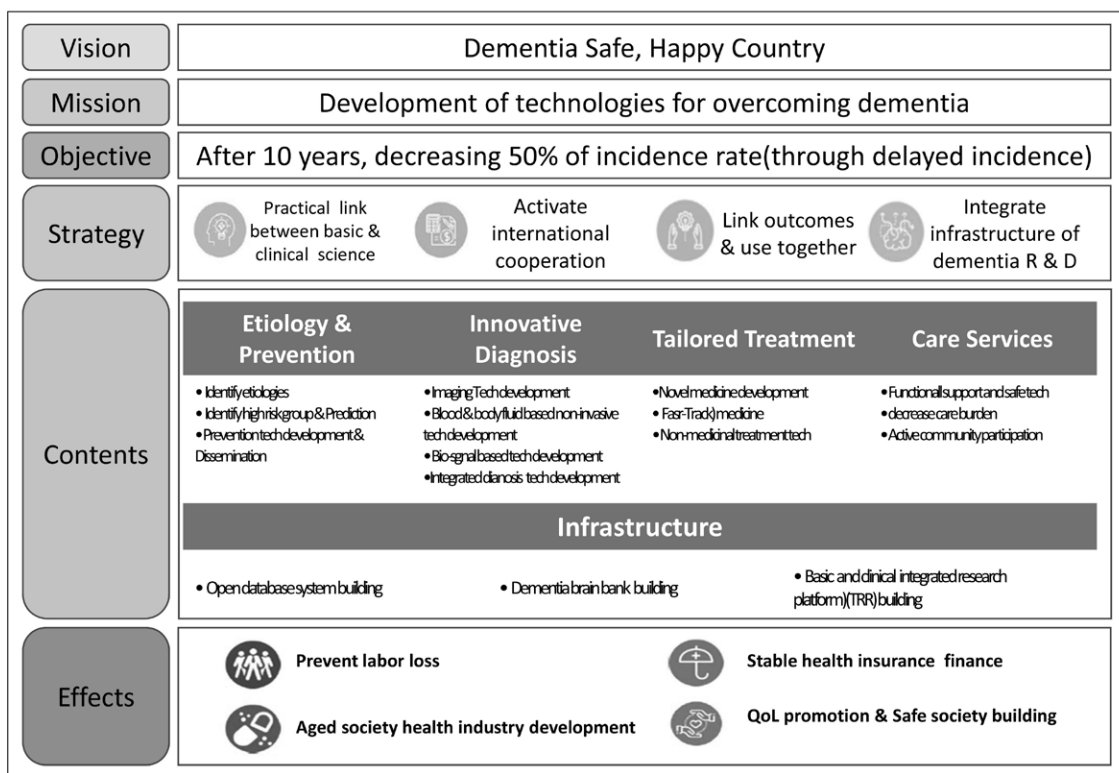 Vision
Dementia Safe, Happy Country
Mission
Development of technologies for overcoming dementia
Objective
After 10 years, decreasing 50% of incidence rate(through delayed incidence)
Strategy
Practical link
between basic &
clinical science
Activate
international
cooperation
Link outcomes
& use together
Integrate
infrastructure of
dementia R & D
Contents
Etiology &
Prevention
• Identify etiologies
• Identify high risk group & Prediction
• Prevention tech development &
Dissemination
Innovative
Diagnosis
• Imaging Tech development
• Blood & body fluid based non-invasive
tech development
• Bio-sgnal based tech development
• Integrated dianosis tech development
Tailored Treatment
• Novel medicine development
• Fasr-Track) medicine
• Non-medicinal treatment tech
Care Services
• Functionall support and safe tech
• decrease care burden
• Active community participation
Infrastructure
• Open database system building
• Dementia brain bank building
• Basic and clinical integrated research
platform)(TRR) building
Effects
Prevent labor loss
Stable health insurance finance
Aged society health industry development
QoL promotion & Safe society building